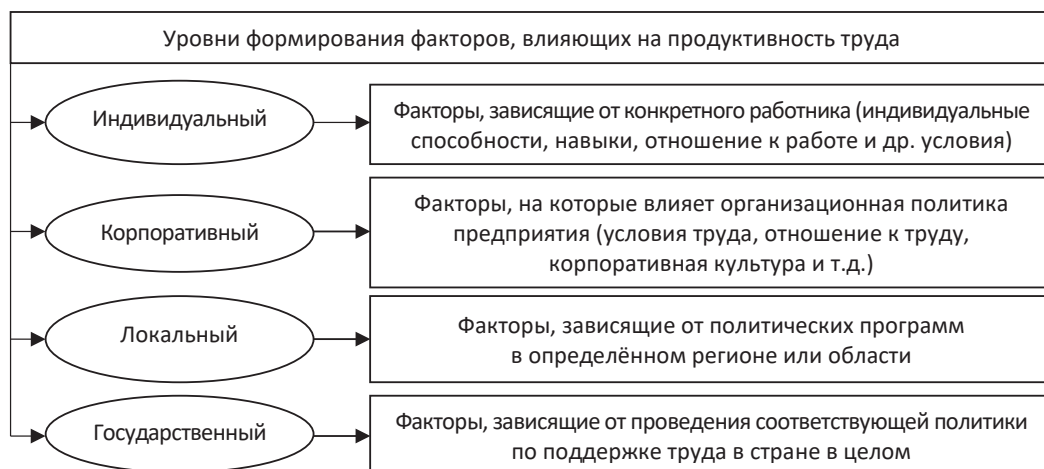 Уровни формирования факторов, влияющих на продуктивность труда
Индивидуальный
Факторы, зависящие от конкретного работника (индивидуальные
способности, навыки, отношение к работе и др. условия)
Корпоративный
Факторы, на которые влияет организационная политика
предприятия (условия труда, отношение к труду,
корпоративная культура и т.д.)
Локальный
Факторы, зависящие от политических программ
в определённом регионе или области
Государственный
Факторы, зависящие от проведения соответствующей политики
по поддержке труда в стране в целом